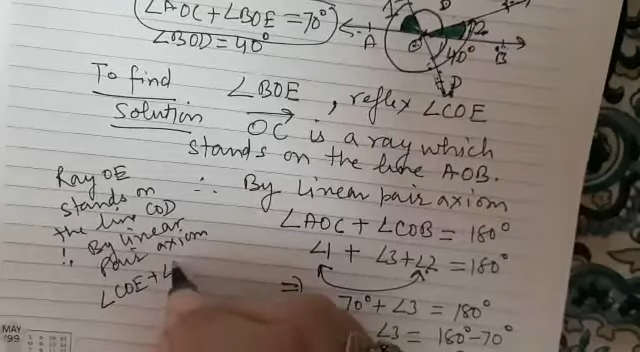 ∠AOC + ∠BOE = 70°
∠BOD = 40°
To find ∠BOE , reflex ∠COE
Solution OC is a ray which
stands on the line AOB.
∴ By linear pair axiom
∠AOC + ∠COB = 180°
∠1 + ∠3 + ∠2 = 180°
⇒ 70° + ∠3 = 180°
∠3 = 180° - 70°
Ray OE
stands on
the line COD
∴ By linear
pair axiom
∠COE + ∠
A
O
40°
B
D
2
MAY
'99